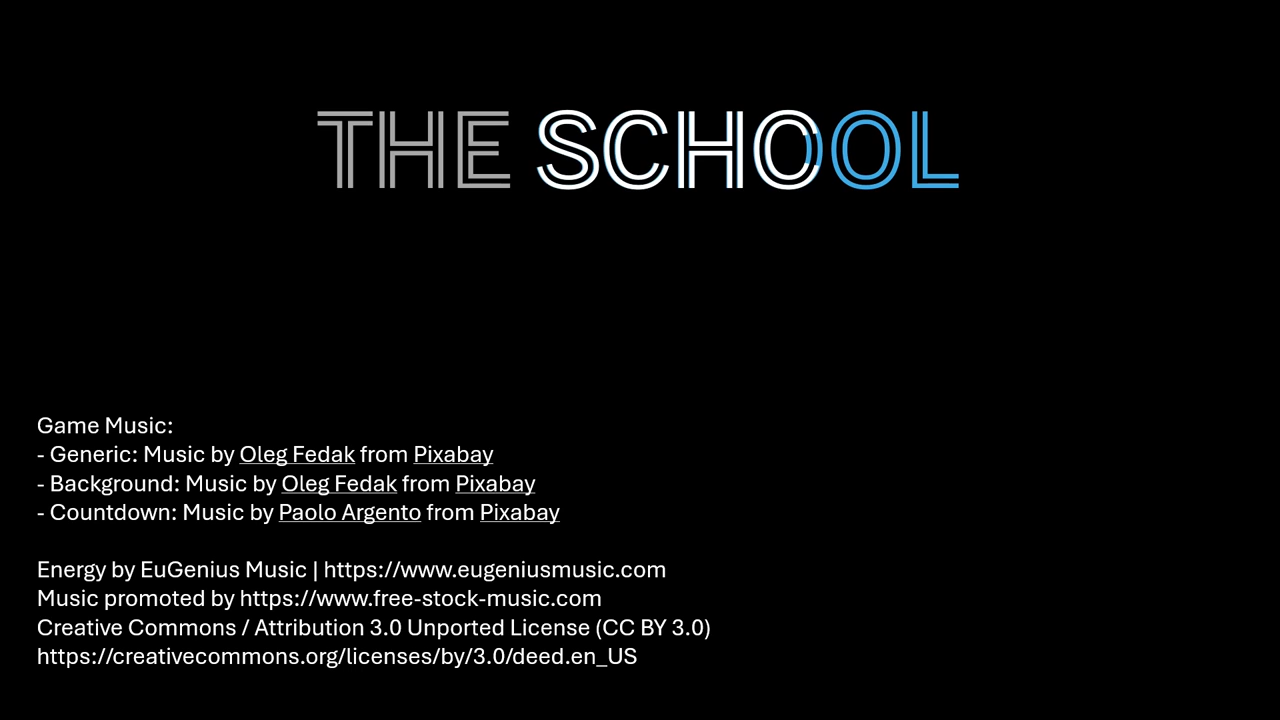 THE SCHOOL
Game Music:
- Generic: Music by Oleg Fedak from Pixabay
- Background: Music by Oleg Fedak from Pixabay
- Countdown: Music by Paolo Argento from Pixabay
Energy by EuGenius Music | https://www.eugeniusmusic.com
Music promoted by https://www.free-stock-music.com
Creative Commons / Attribution 3.0 Unported License (CC BY 3.0)
https://creativecommons.org/licenses/by/3.0/deed.en_US